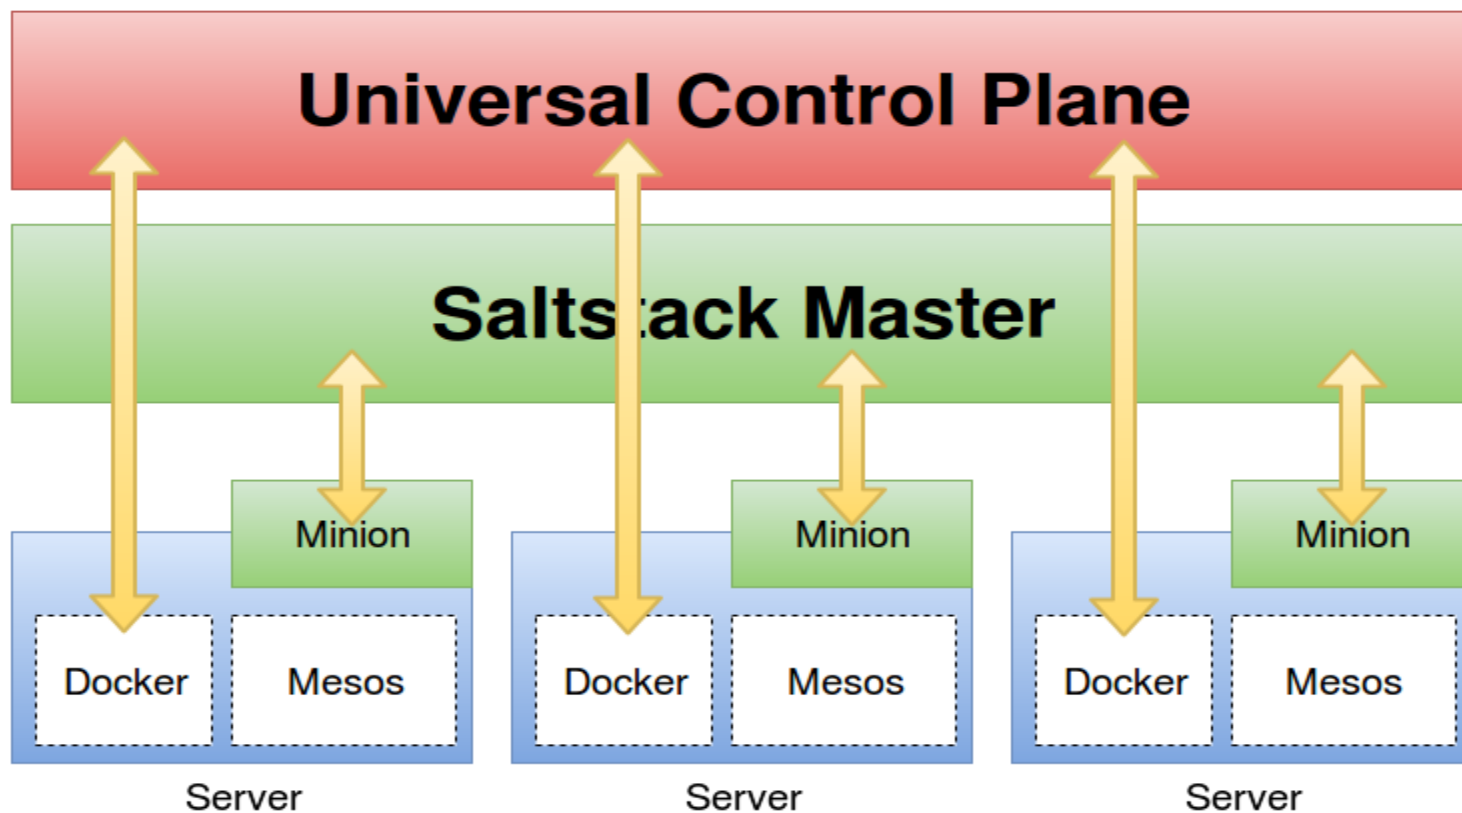 Universal Control Plane
Saltstack Master
Minion
Minion
Minion
Docker
Mesos
Docker
Mesos
Docker
Mesos
Server
Server
Server